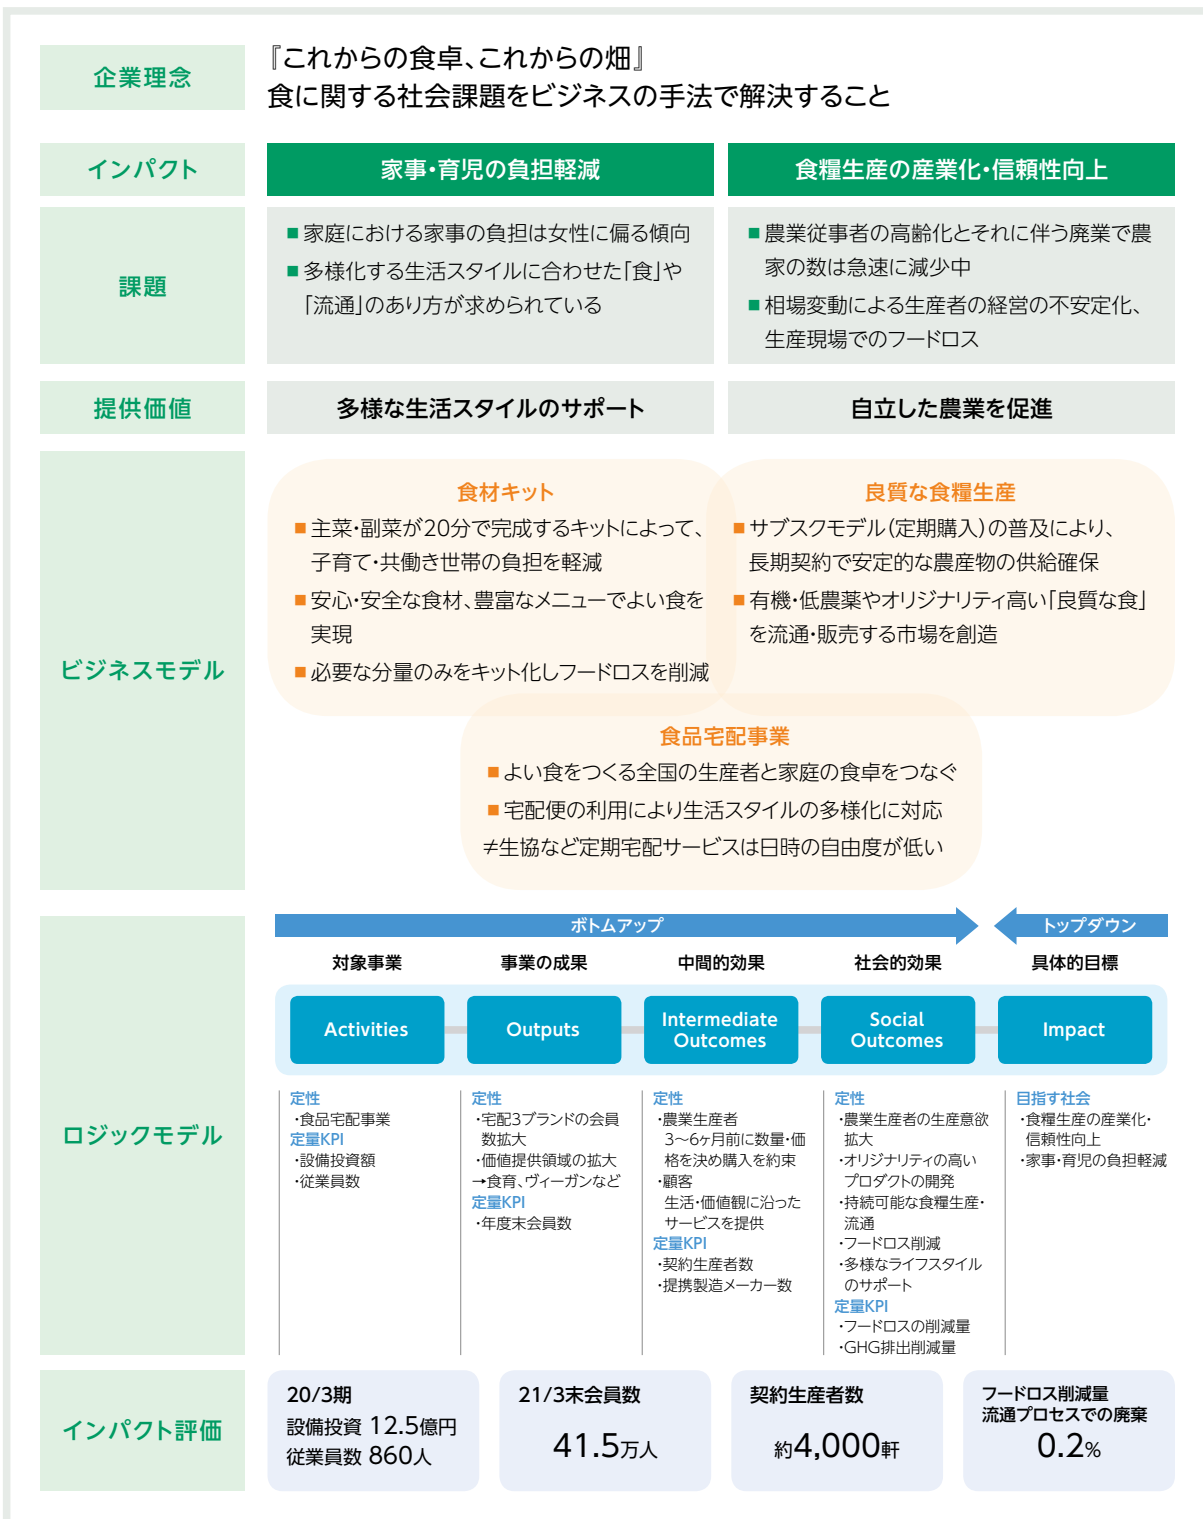 企業理念
『これからの食卓、これからの畑』
食に関する社会課題をビジネスの手法で解決すること
インパクト
家事・育児の負担軽減
食糧生産の産業化・信頼性向上
課題
■家庭における家事の負担は女性に偏る傾向
■多様化する生活スタイルに合わせた「食」や
「流通」のあり方が求められている
■農業従事者の高齢化とそれに伴う廃業で農
家の数は急速に減少中
■相場変動による生産者の経営の不安定化、
生産現場でのフードロス
提供価値
多様な生活スタイルのサポート
自立した農業を促進
ビジネスモデル
食材キット
■主菜・副菜が20分で完成するキットによって、
子育て・共働き世帯の負担を軽減
■安心・安全な食材、豊富なメニューでよい食を
実現
■必要な分量のみをキット化しフードロスを削減
良質な食糧生産
■サブスクモデル（定期購入）の普及により、
長期契約で安定的な農産物の供給確保
■有機・低農薬やオリジナリティ高い「良質な食」
を流通・販売する市場を創造
食品宅配事業
■よい食をつくる全国の生産者と家庭の食卓をつなぐ
■宅配便の利用により生活スタイルの多様化に対応
≠生協など定期宅配サービスは日時の自由度が低い
ロジックモデル
ボトムアップ
トップダウン
対象事業
事業の成果
中間的効果
社会的効果
具体的目標
Activities
Outputs
Intermediate
Outcomes
Social
Outcomes
Impact
定性
・食品宅配事業
定量KPI
・設備投資額
・従業員数
定性
・宅配3ブランドの会員
数拡大
・価値提供領域の拡大
→食育、ヴィーガンなど
定量KPI
・年度末会員数
定性
・農業生産者
3〜6ヶ月前に数量・価
格を決め購入を約束
・顧客
生活・価値観に沿った
サービスを提供
定量KPI
・契約生産者数
・提携製造メーカー数
定性
・農業生産者の生産意欲
拡大
・オリジナリティの高い
プロダクトの開発
・持続可能な食糧生産・
流通
・フードロス削減
・多様なライフスタイル
のサポート
定量KPI
・フードロスの削減量
・GHG排出削減量
目指す社会
・食糧生産の産業化・
信頼性向上
・家事・育児の負担軽減
インパクト評価
20/3期
設備投資 12.5億円
従業員数 860人
21/3末会員数
41.5万人
契約生産者数
約4,000軒
フードロス削減量
流通プロセスでの廃棄
0.2%